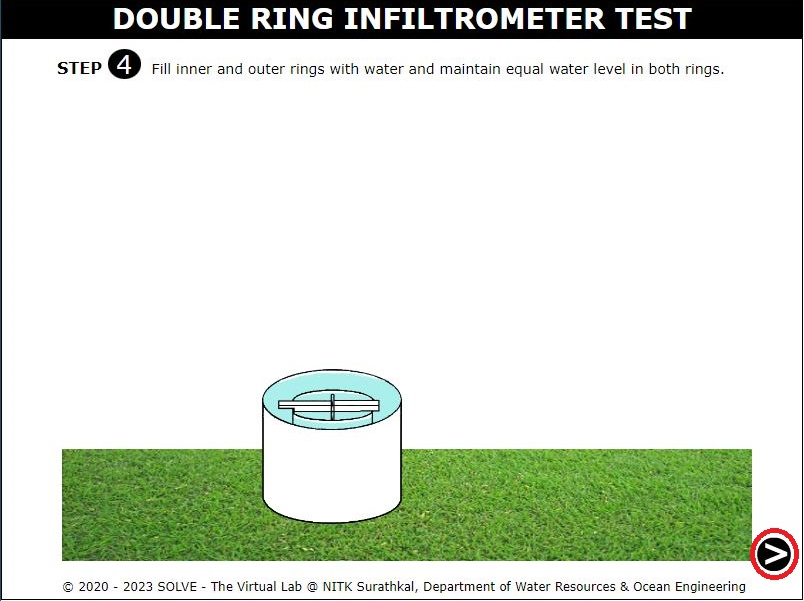 DOUBLE RING INFILTROMETER TEST
STEP 4 Fill inner and outer rings with water and maintain equal water level in both rings.
>
© 2020 - 2023 SOLVE - The Virtual Lab @ NITK Surathkal, Department of Water Resources & Ocean Engineering